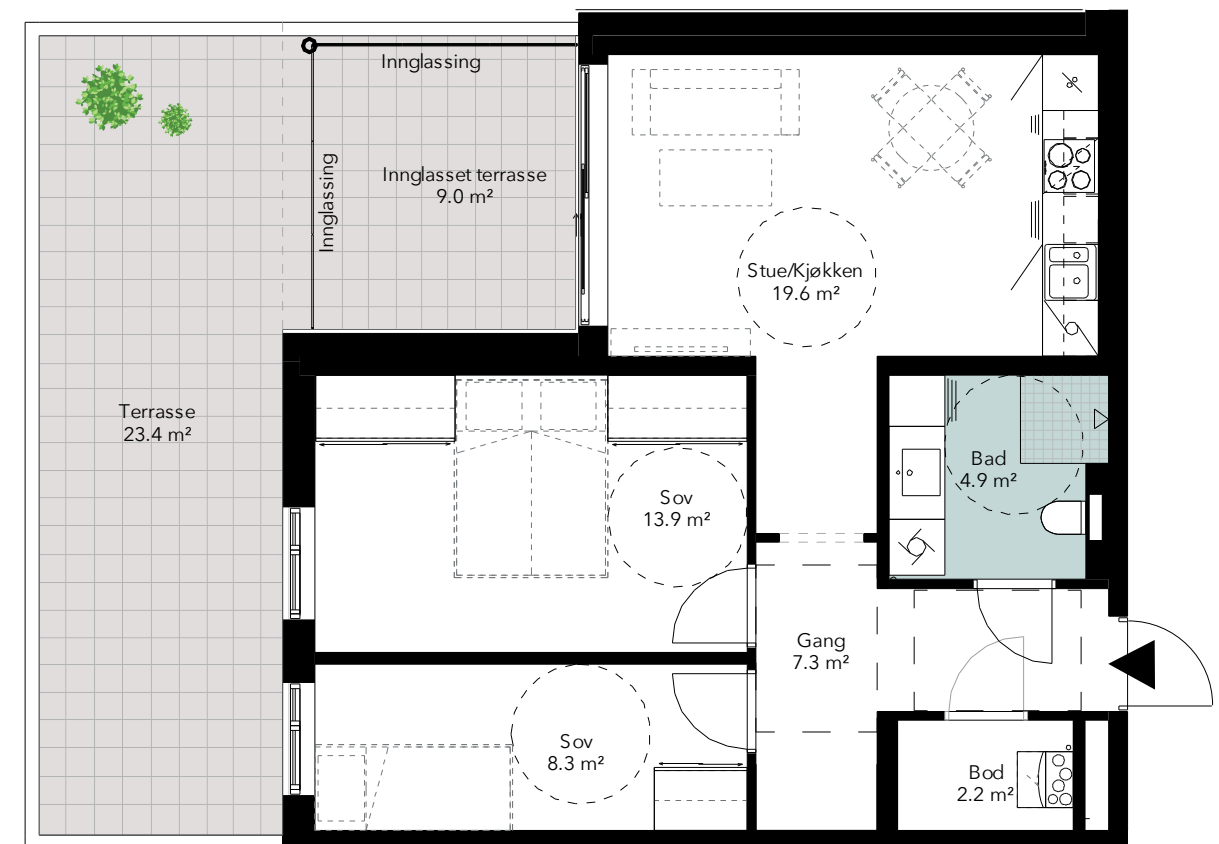 Innglassing
Innglassing
Innglasset terrasse
9.0 m²
Stue/Kjøkken
19.6 m²
Terrasse
23.4 m²
Bad
4.9 m²
Sov
13.9 m²
Gang
7.3 m²
Sov
8.3 m²
Bod
2.2 m²